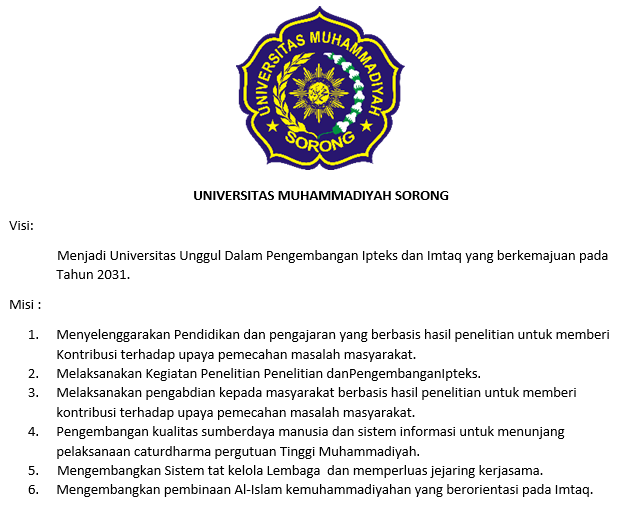 UNIVERSITAS MUHAMMADIYAH
SORONG
UNIVERSITAS MUHAMMADIYAH SORONG
Visi:
Menjadi Universitas Unggul Dalam Pengembangan Ipteks dan Imtaq yang berkemajuan pada
Tahun 2031.
Misi :
1. Menyelenggarakan Pendidikan dan pengajaran yang berbasis hasil penelitian untuk memberi
Kontribusi terhadap upaya pemecahan masalah masyarakat.
2. Melaksanakan Kegiatan Penelitian Penelitian danPengembanganIpteks.
3. Melaksanakan pengabdian kepada masyarakat berbasis hasil penelitian untuk memberi
kontribusi terhadap upaya pemecahan masalah masyarakat.
4. Pengembangan kualitas sumberdaya manusia dan sistem informasi untuk menunjang
pelaksanaan caturdharma pergutuan Tinggi Muhammadiyah.
5. Mengembangkan Sistem tat kelola Lembaga dan memperluas jejaring kerjasama.
6. Mengembangkan pembinaan Al-Islam kemuhammadiyahan yang berorientasi pada Imtaq.